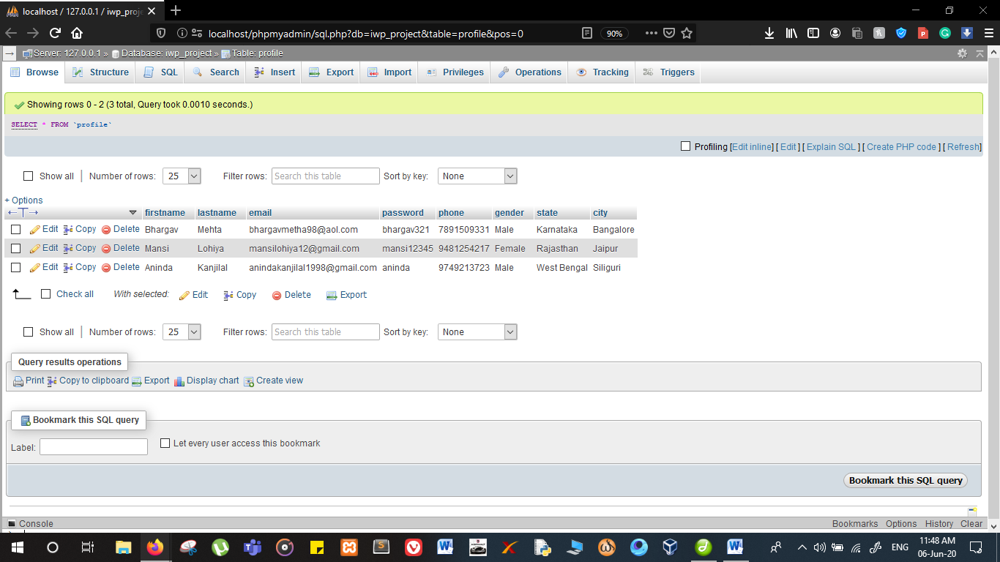 localhost / 127.0.0.1 / iwp_proje
localhost/phpmyadmin/sql.php?db=iwp_project&table=profile&pos=0
90%
Server: 127.0.0.1 » Database: iwp_project » Table: profile
Browse Structure SQL Search Insert Export Import Privileges Operations Tracking Triggers
Showing rows 0 - 2 (3 total, Query took 0.0010 seconds.)
SELECT * FROM `profile`
Profiling [Edit inline] [ Edit ] [ Explain SQL ] [ Create PHP code ] [ Refresh]
Show all | Number of rows: 25 Filter rows: Search this table Sort by key: None
+ Options
←T→ firstname lastname email password phone gender state city
Edit Copy Delete Bhargav Mehta bhargavmetha98@aol.com bhargav321 7891509331 Male Karnataka Bangalore
Edit Copy Delete Mansi Lohiya mansilohiya12@gmail.com mansi12345 9481254217 Female Rajasthan Jaipur
Edit Copy Delete Aninda Kanjilal anindakanjilal1998@gmail.com aninda 9749213723 Male West Bengal Siliguri
Check all With selected: Edit Copy Delete Export
Show all | Number of rows: 25 Filter rows: Search this table Sort by key: None
Query results operations
Print Copy to clipboard Export Display chart Create view
Bookmark this SQL query
Label: Let every user access this bookmark
Bookmark this SQL query
Console Bookmarks Options History Clear
ENG 11:48 AM
06-Jun-20